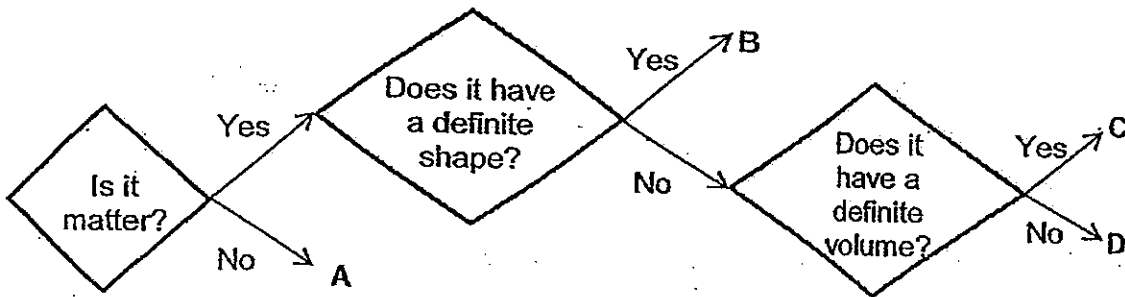 Is it
matter?
Yes
No
A
Does it have
a definite
shape?
Yes
B
No
Does it
have a
definite
volume?
Yes
C
No
D